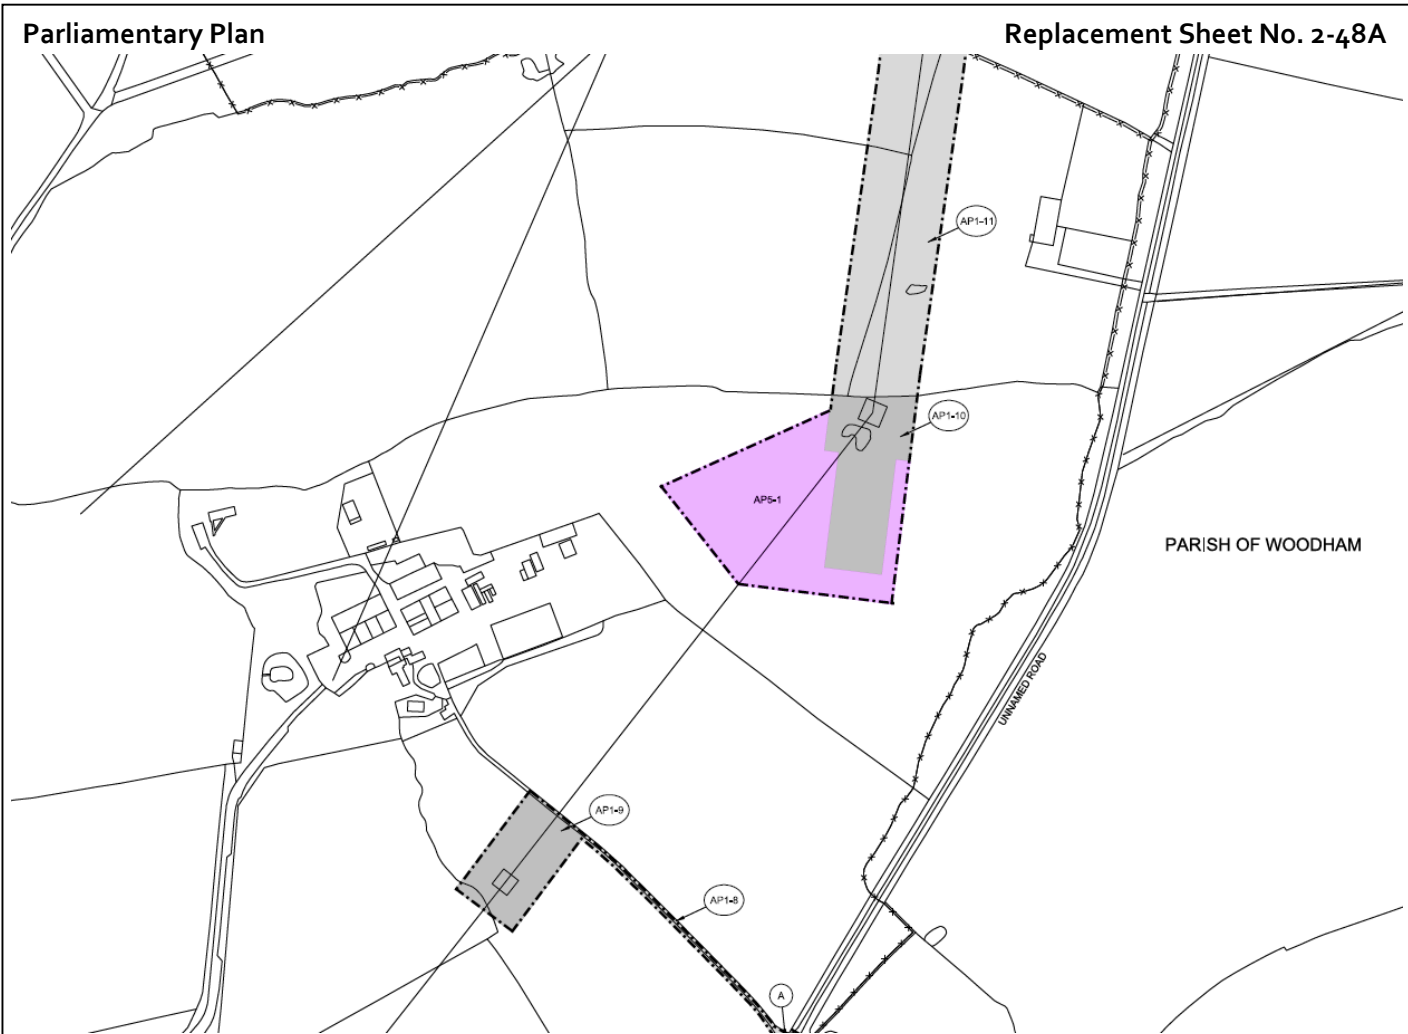 Parliamentary Plan
Replacement Sheet No. 2-48A
AP1-11
AP1-10
AP5-1
PARISH OF WOODHAM
UNNAMED ROAD
AP1-9
AP1-8
A